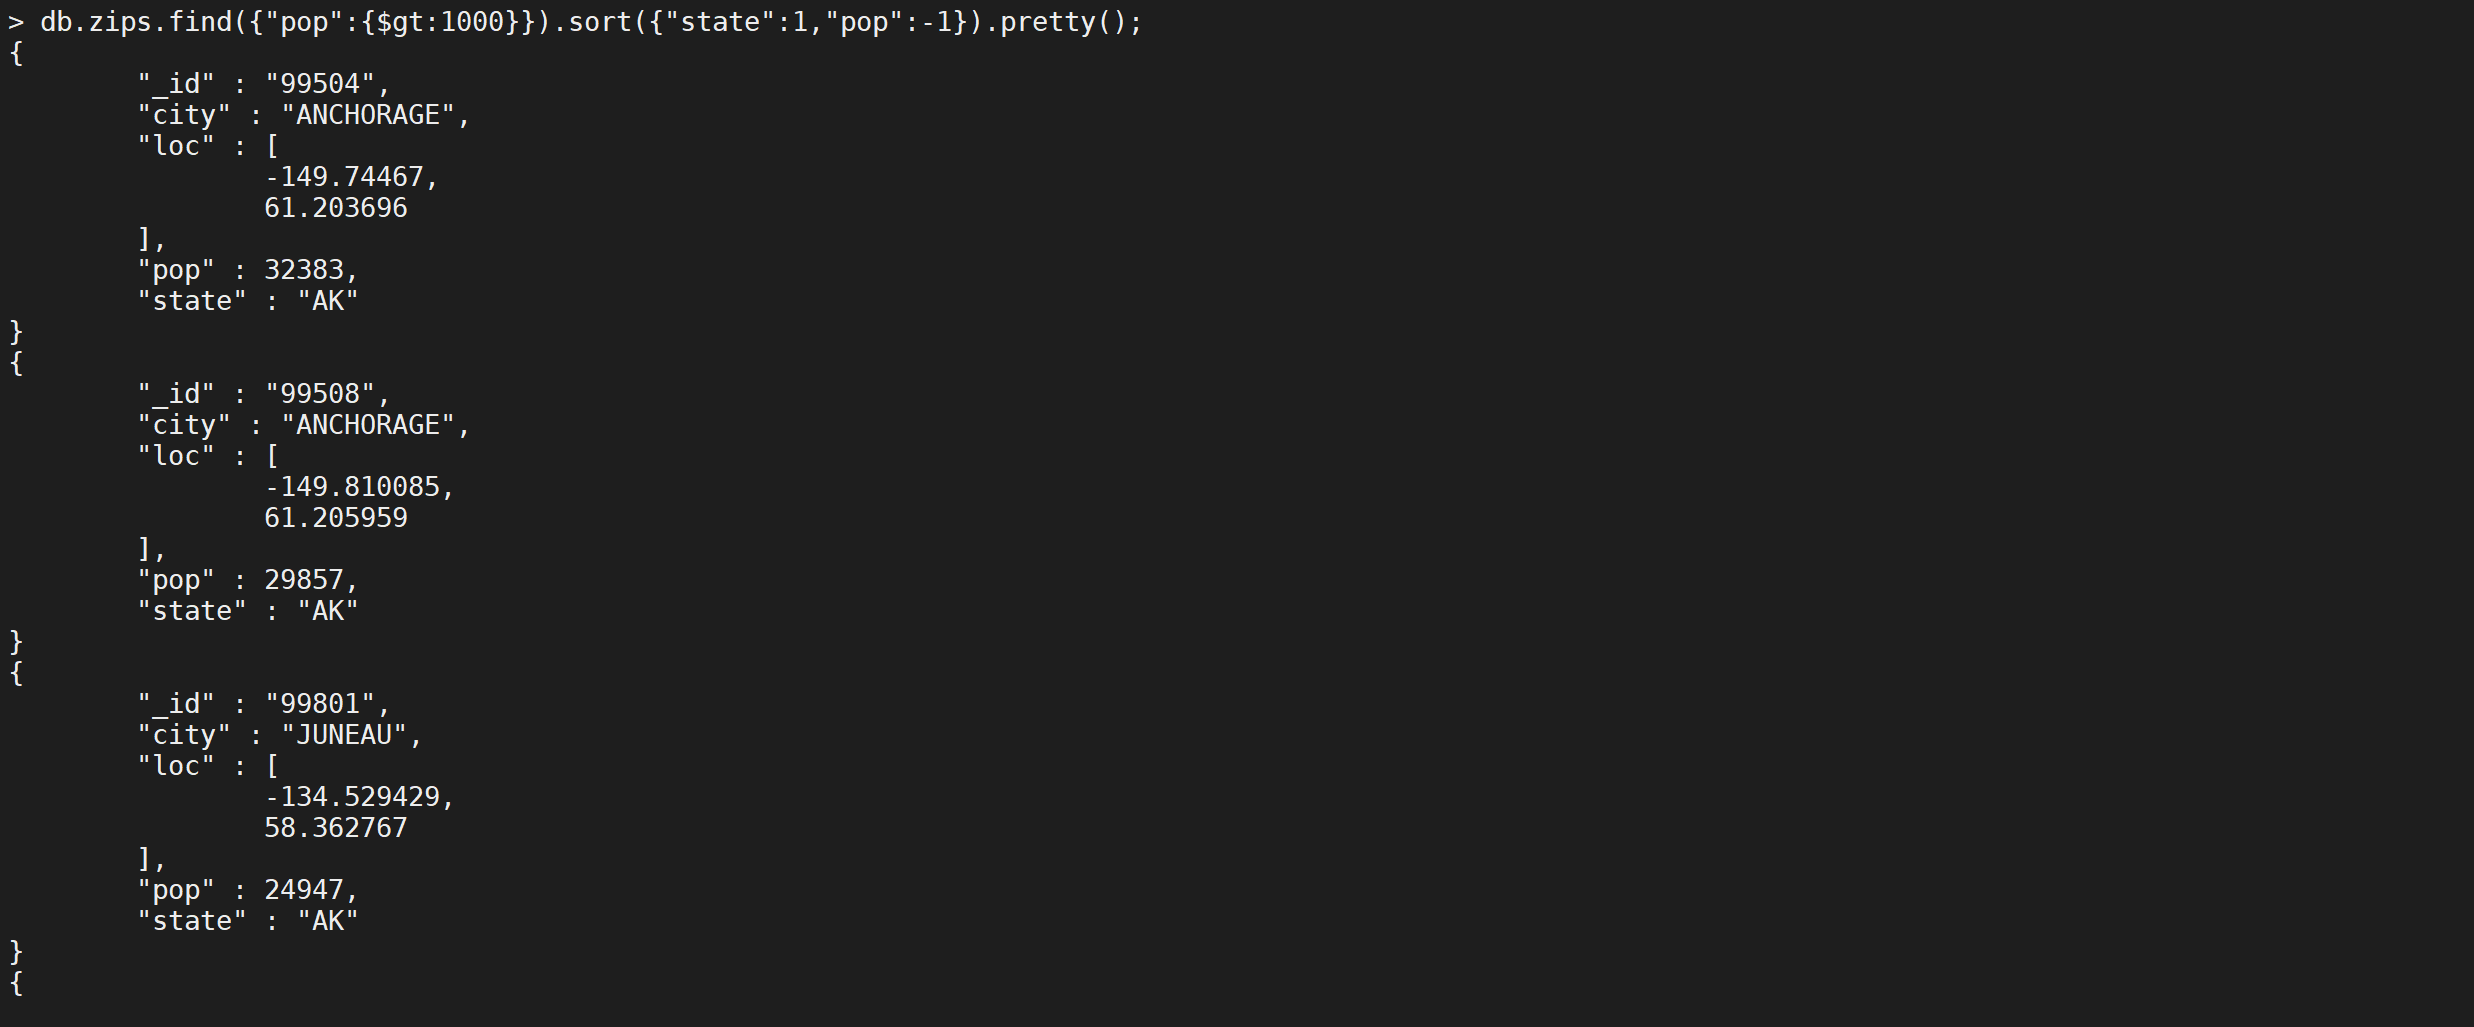 > db.zips.find({"pop":{$gt:1000}}).sort({"state":1,"pop":-1}).pretty();
{
        "_id" : "99504",
        "city" : "ANCHORAGE",
        "loc" : [
                -149.74467,
                61.203696
        ],
        "pop" : 32383,
        "state" : "AK"
}
{
        "_id" : "99508",
        "city" : "ANCHORAGE",
        "loc" : [
                -149.810085,
                61.205959
        ],
        "pop" : 29857,
        "state" : "AK"
}
{
        "_id" : "99801",
        "city" : "JUNEAU",
        "loc" : [
                -134.529429,
                58.362767
        ],
        "pop" : 24947,
        "state" : "AK"
}
{